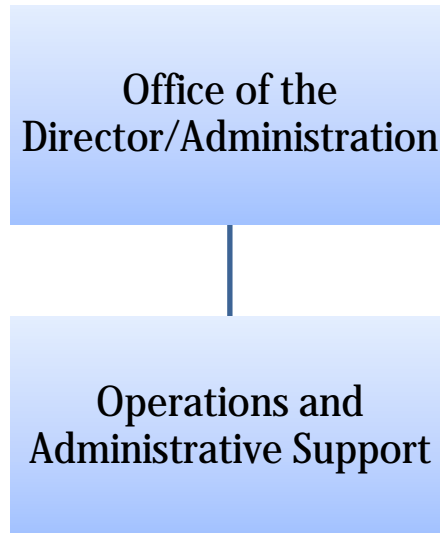 Office of the
Director/Administration
Operations and
Administrative Support